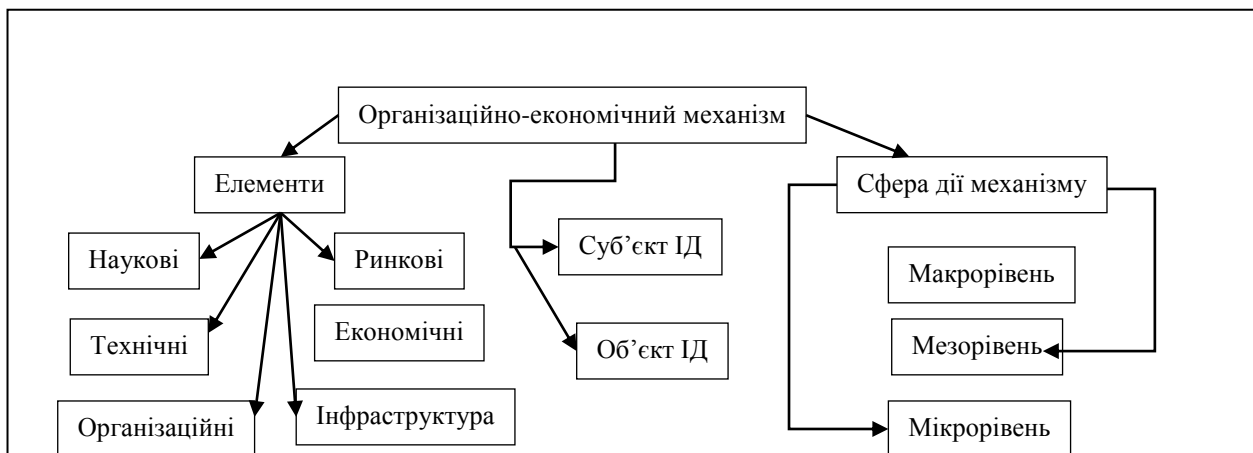 Організаційно-економічний механізм
Елементи
Сфера дії механізму
Наукові
Ринкові
Суб’єкт ІД
Макрорівень
Технічні
Економічні
Об’єкт ІД
Мезорівень
Організаційні
Інфраструктура
Мікрорівень